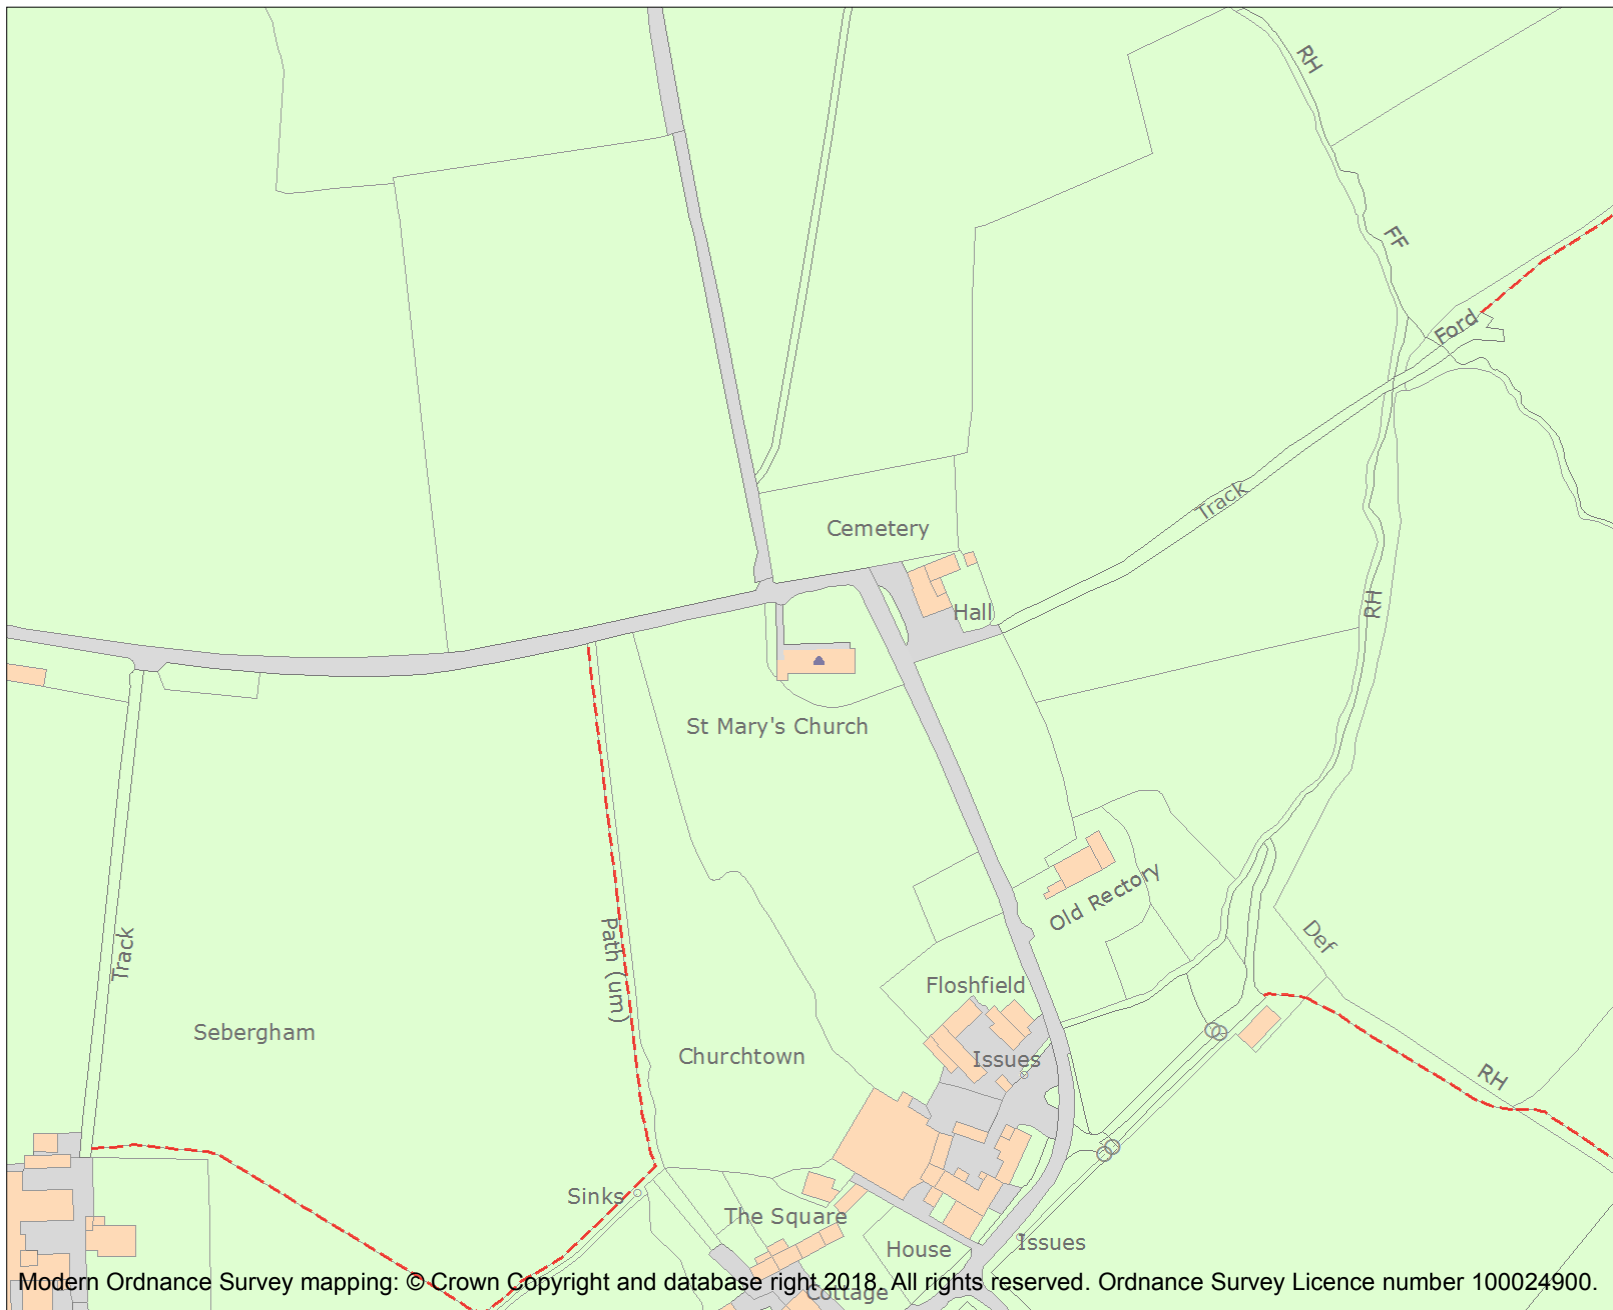 RH
FF
Ford
Track
Cemetery
RH
Hall
St Mary's Church
Old Rectory
Path (um)
Track
Def
Floshfield
Sebergham
Churchtown
Issues
RH
Sinks
The Square
House
Issues
Cottage
Modern Ordnance Survey mapping: © Crown Copyright and database right 2018. All rights reserved. Ordnance Survey Licence number 100024900.